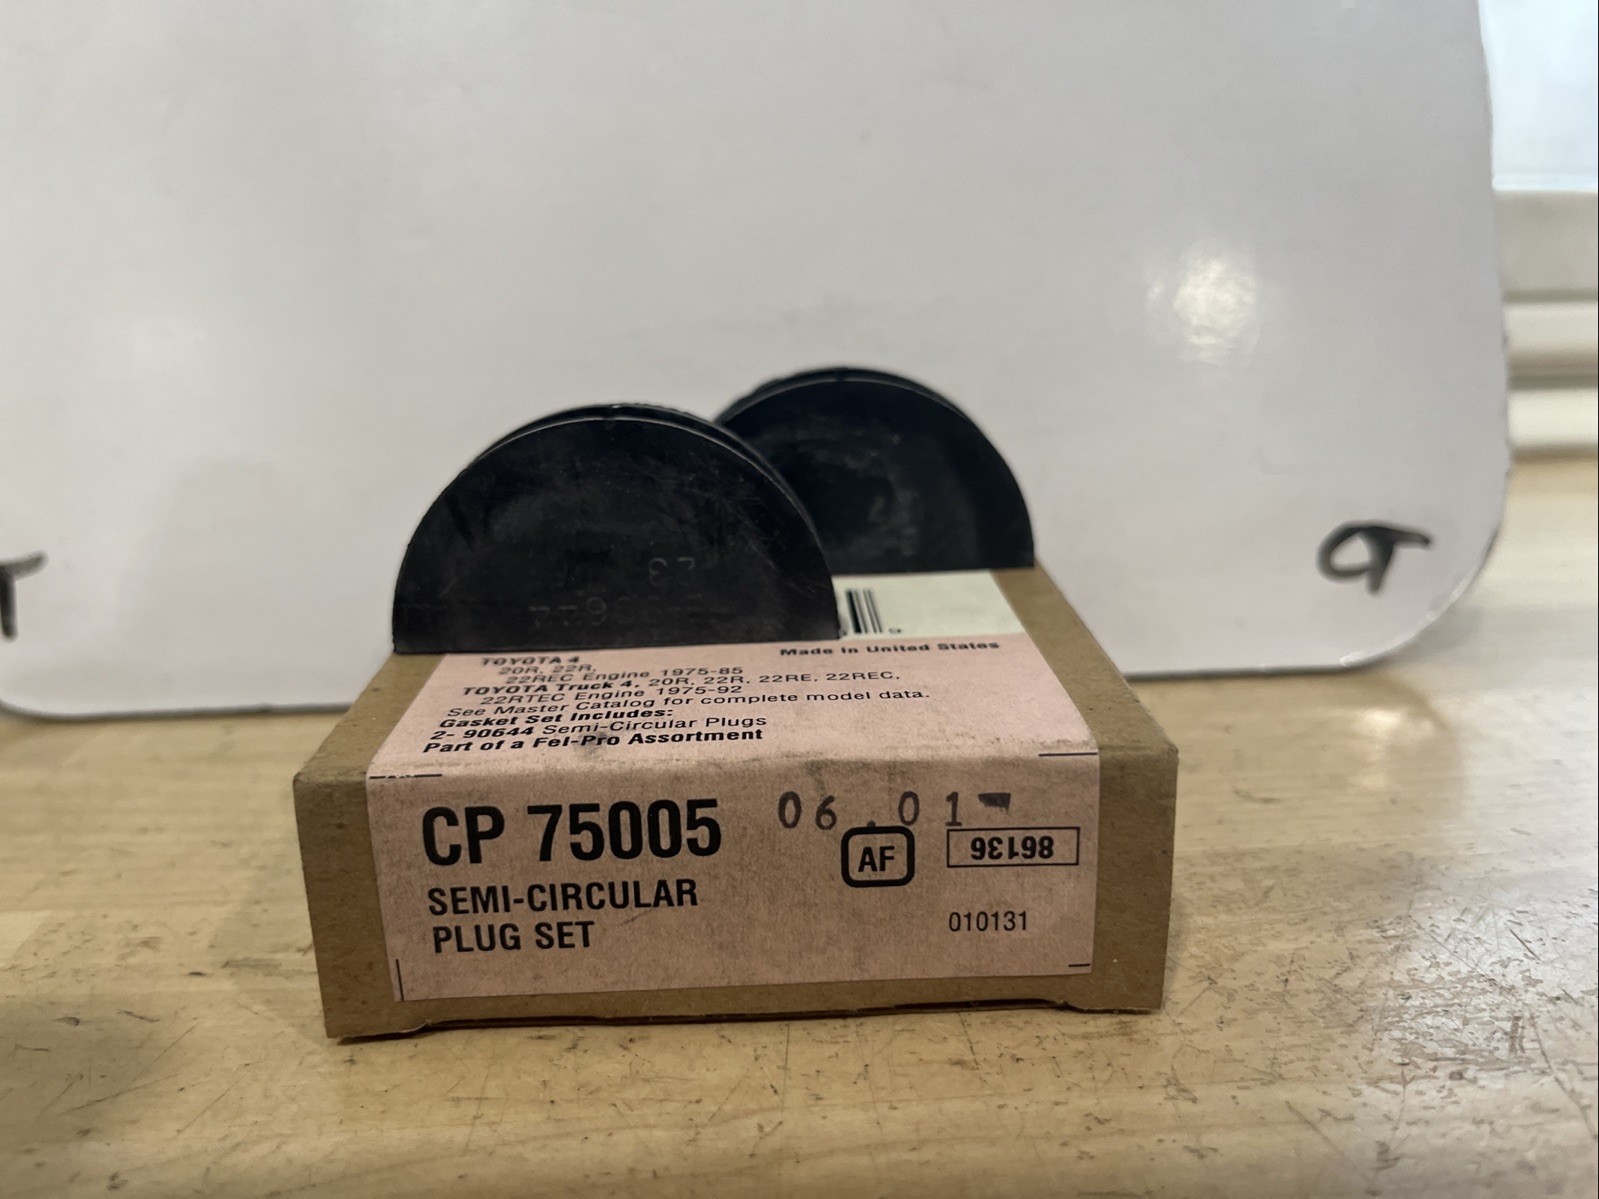 23
Made in United States
TOYOTA 4
20R, 22R,
22REC Engine 1975-85
TOYOTA Truck 4, 20R, 22R, 22RE, 22REC,
22RTEC Engine 1975-92
See Master Catalog for complete model data.
Gasket Set Includes:
2- 90644 Semi-Circular Plugs
Part of a Fel-Pro Assortment
CP 75005
06.01
AF
86136
SEMI-CIRCULAR
PLUG SET
010131